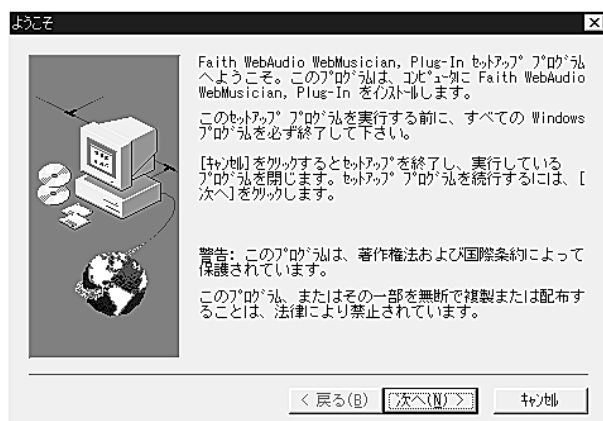 ようこそ
Faith WebAudio WebMusician, Plug-In ｾｯﾄｱｯﾌﾟ ﾌﾟﾛｸﾞﾗﾑ
へようこそ。このﾌﾟﾛｸﾞﾗﾑは、ｺﾝﾋﾟｭｰﾀに Faith WebAudio
WebMusician, Plug-In をｲﾝｽﾄｰﾙします。
このｾｯﾄｱｯﾌﾟ ﾌﾟﾛｸﾞﾗﾑを実行する前に、すべての Windows
ﾌﾟﾛｸﾞﾗﾑを必ず終了して下さい。
[ｷｬﾝｾﾙ]をｸﾘｯｸするとｾｯﾄｱｯﾌﾟを終了し、実行している
ﾌﾟﾛｸﾞﾗﾑを閉じます。ｾｯﾄｱｯﾌﾟ ﾌﾟﾛｸﾞﾗﾑを続行するには、[
次へ]をｸﾘｯｸします。
警告: このﾌﾟﾛｸﾞﾗﾑは、著作権法および国際条約によって
保護されています。
このﾌﾟﾛｸﾞﾗﾑ、またはその一部を無断で複製または配布す
ることは、法律により禁止されています。
< 戻る(B)
次へ(N) >
ｷｬﾝｾﾙ